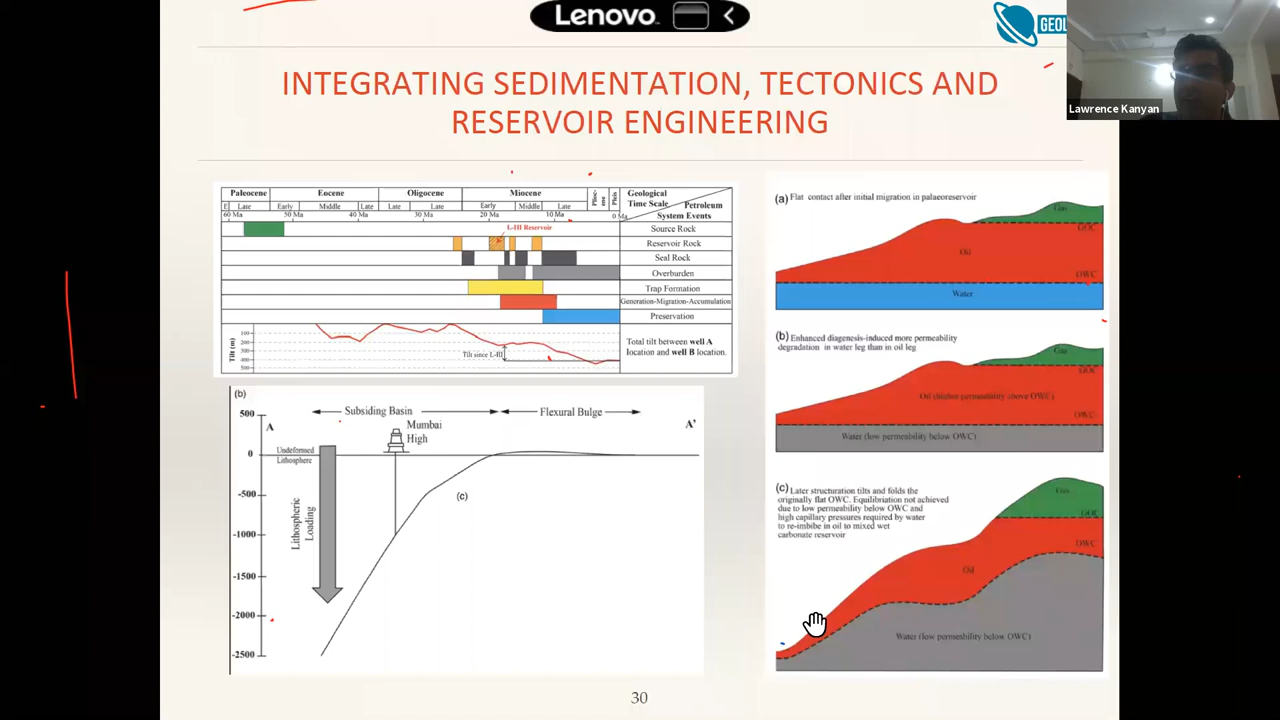 Lenovo
GEOL
Lawrence Kanyan
INTEGRATING SEDIMENTATION, TECTONICS AND
RESERVOIR ENGINEERING
Paleocene Eocene Oligocene Miocene Geological
Time Scale Petroleum
System Events
E Late Early Middle Late Early Late Early Middle Late
60 Ma 50 Ma 40 Ma 30 Ma 20 Ma 10 Ma 0 Ma
L-III Reservoir
Source Rock
Reservoir Rock
Seal Rock
Overburden
Trap Formation
Generation-Migration-Accumulation
Preservation
Tilt (m)
100
200
300
400
500
Tilt since L-III
Total tilt between well A
location and well B location.
(b)
Subsiding Basin Flexural Bulge
A A'
Mumbai
High
Undeformed
Lithosphere
Lithospheric
Loading
(c)
500
0
-500
-1000
-1500
-2000
-2500
(a) Flat contact after initial migration in palaeoreservoir
Gas
GOC
Oil
OWC
Water
(b) Enhanced diagenesis-induced more permeability
degradation in water leg than in oil leg
Gas
GOC
Oil (higher permeability above OWC)
OWC
Water (low permeability below OWC)
(c) Later structuration tilts and folds the
originally flat OWC. Equilibriation not achieved
due to low permeability below OWC and
high capillary pressures required by water
to re-imbibe in oil to mixed wet
carbonate reservoir
Gas
GOC
OWC
Oil
Water (low permeability below OWC)
30